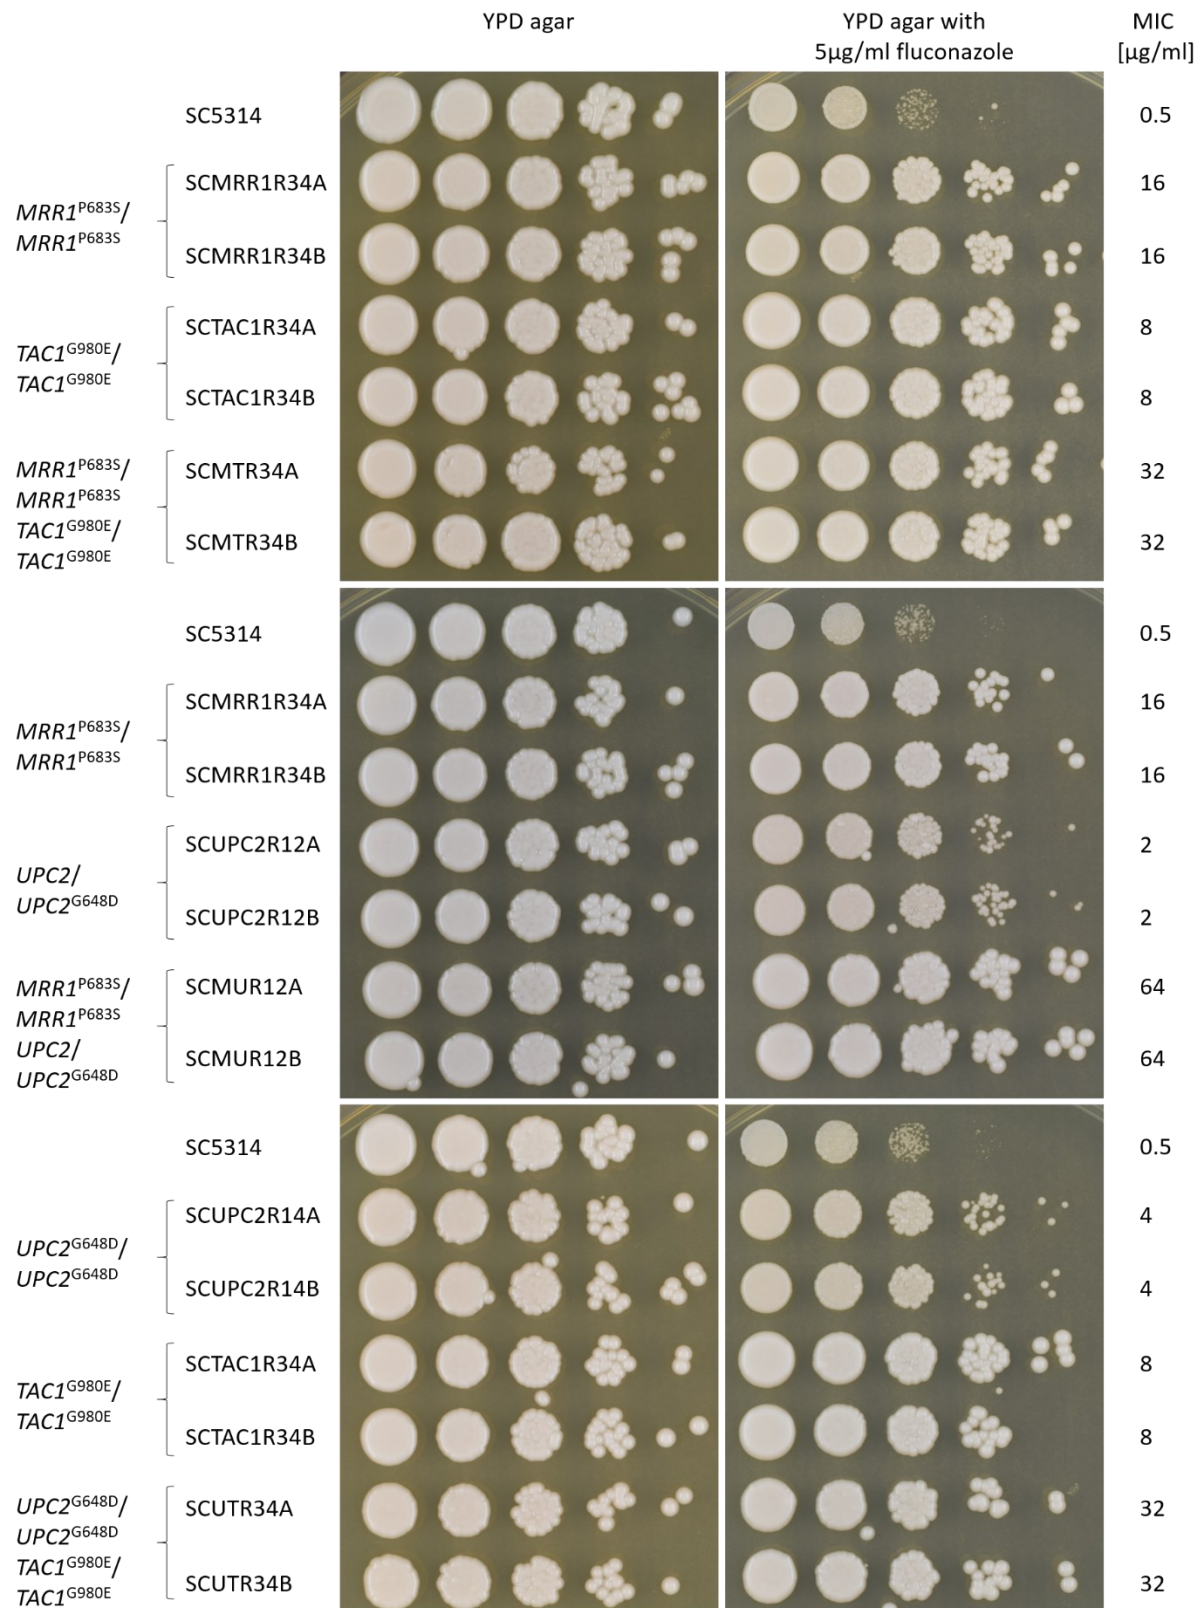 YPD agar
YPD agar with
5µg/ml fluconazole
MIC
[µg/ml]
SC5314
0.5
MRR1P683S/
MRR1P683S
SCMRR1R34A
16
SCMRR1R34B
16
TAC1G980E/
TAC1G980E
SCTAC1R34A
8
SCTAC1R34B
8
MRR1P683S/
MRR1P683S
TAC1G980E/
TAC1G980E
SCMTR34A
32
SCMTR34B
32
SC5314
0.5
MRR1P683S/
MRR1P683S
SCMRR1R34A
16
SCMRR1R34B
16
UPC2/
UPC2G648D
SCUPC2R12A
2
SCUPC2R12B
2
MRR1P683S/
MRR1P683S
UPC2/
UPC2G648D
SCMUR12A
64
SCMUR12B
64
SC5314
0.5
UPC2G648D/
UPC2G648D
SCUPC2R14A
4
SCUPC2R14B
4
TAC1G980E/
TAC1G980E
SCTAC1R34A
8
SCTAC1R34B
8
UPC2G648D/
UPC2G648D
TAC1G980E/
TAC1G980E
SCUTR34A
32
SCUTR34B
32